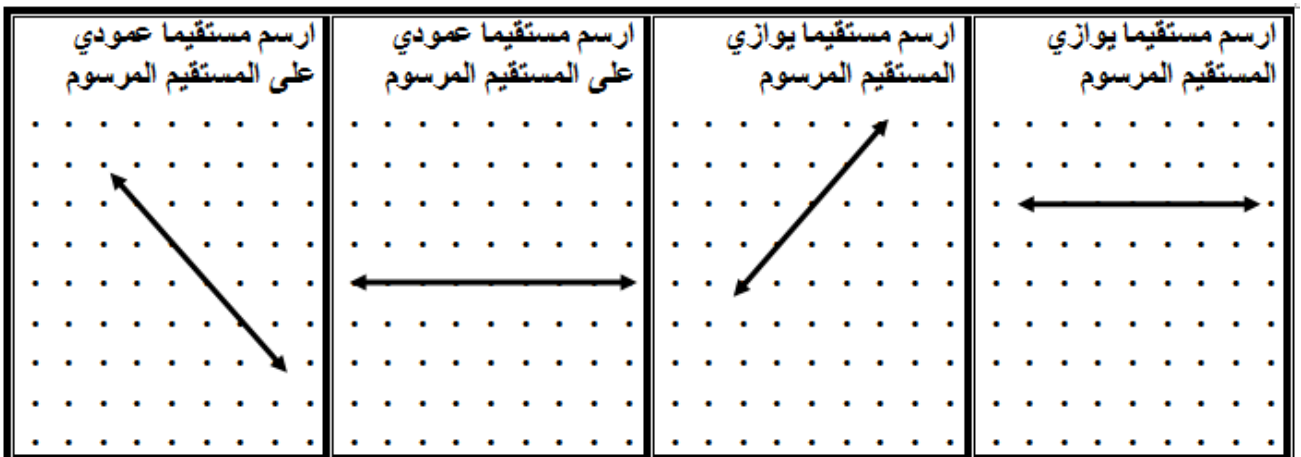 ارسم مستقيما يوازي
المستقيم المرسوم
ارسم مستقيما يوازي
المستقيم المرسوم
ارسم مستقيما عمودي
على المستقيم المرسوم
ارسم مستقيما عمودي
على المستقيم المرسوم